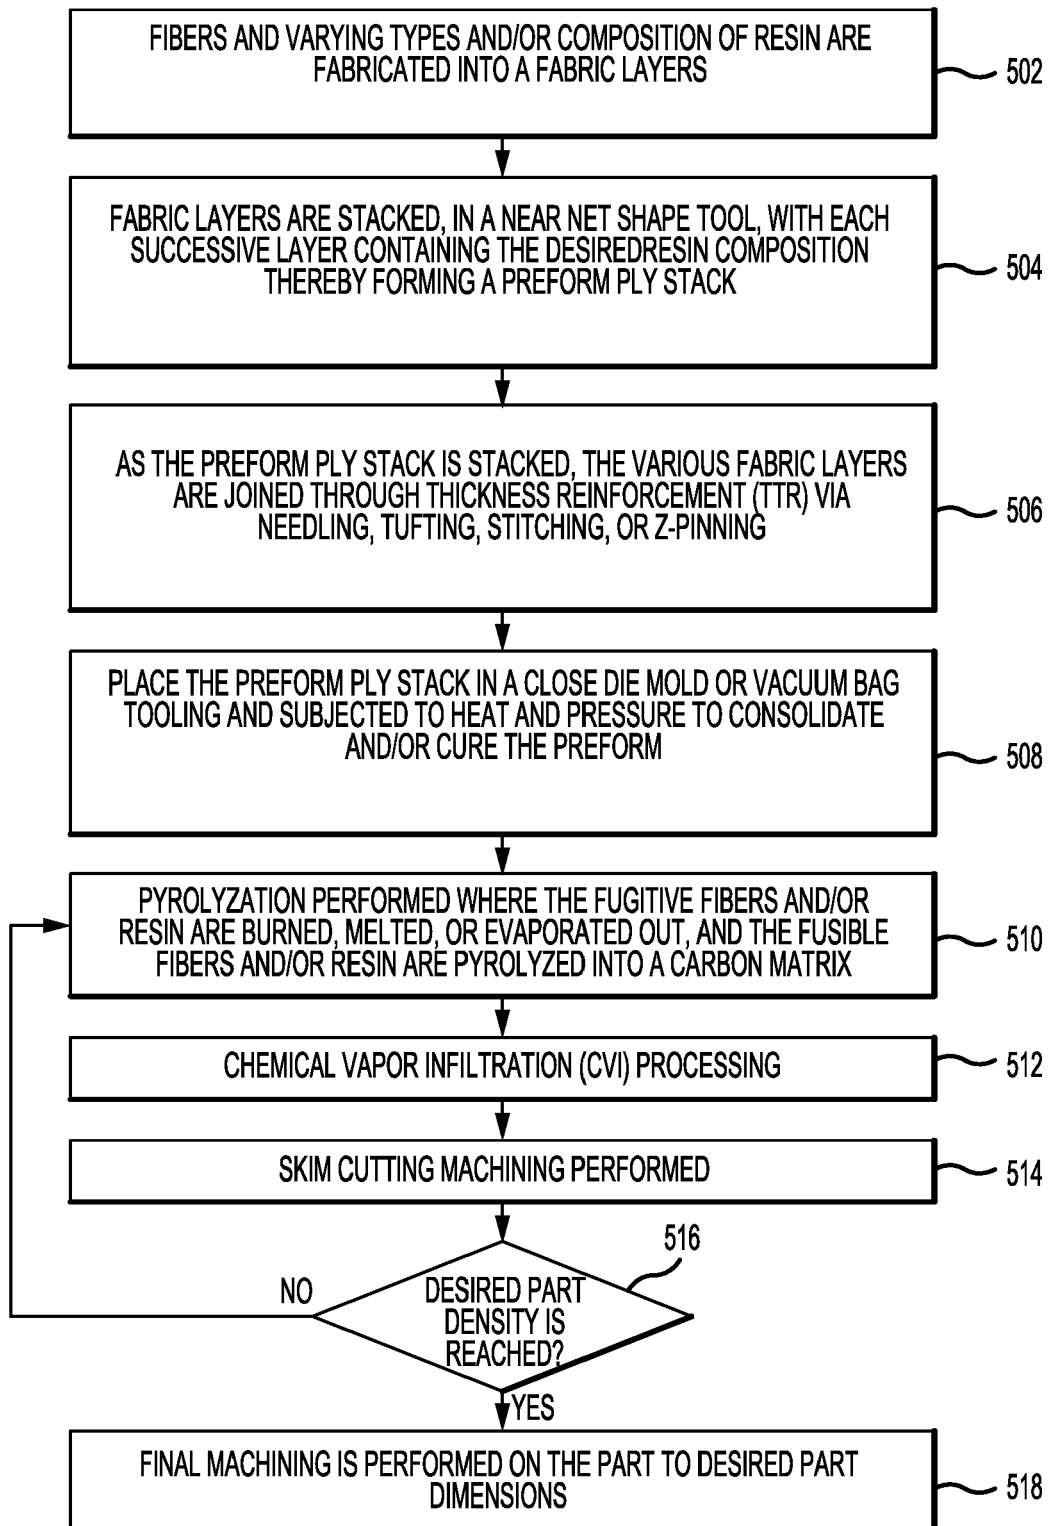 FIBERS AND VARYING TYPES AND/OR COMPOSITION OF RESIN ARE
FABRICATED INTO A FABRIC LAYERS
502
FABRIC LAYERS ARE STACKED, IN A NEAR NET SHAPE TOOL, WITH EACH
SUCCESSIVE LAYER CONTAINING THE DESIREDRESIN COMPOSITION
THEREBY FORMING A PREFORM PLY STACK
504
AS THE PREFORM PLY STACK IS STACKED, THE VARIOUS FABRIC LAYERS
ARE JOINED THROUGH THICKNESS REINFORCEMENT (TTR) VIA
NEEDLING, TUFTING, STITCHING, OR Z-PINNING
506
PLACE THE PREFORM PLY STACK IN A CLOSE DIE MOLD OR VACUUM BAG
TOOLING AND SUBJECTED TO HEAT AND PRESSURE TO CONSOLIDATE
AND/OR CURE THE PREFORM
508
PYROLYZATION PERFORMED WHERE THE FUGITIVE FIBERS AND/OR
RESIN ARE BURNED, MELTED, OR EVAPORATED OUT, AND THE FUSIBLE
FIBERS AND/OR RESIN ARE PYROLYZED INTO A CARBON MATRIX
510
CHEMICAL VAPOR INFILTRATION (CVI) PROCESSING
512
SKIM CUTTING MACHINING PERFORMED
514
516
NO
DESIRED PART
DENSITY IS
REACHED?
YES
FINAL MACHINING IS PERFORMED ON THE PART TO DESIRED PART
DIMENSIONS
518